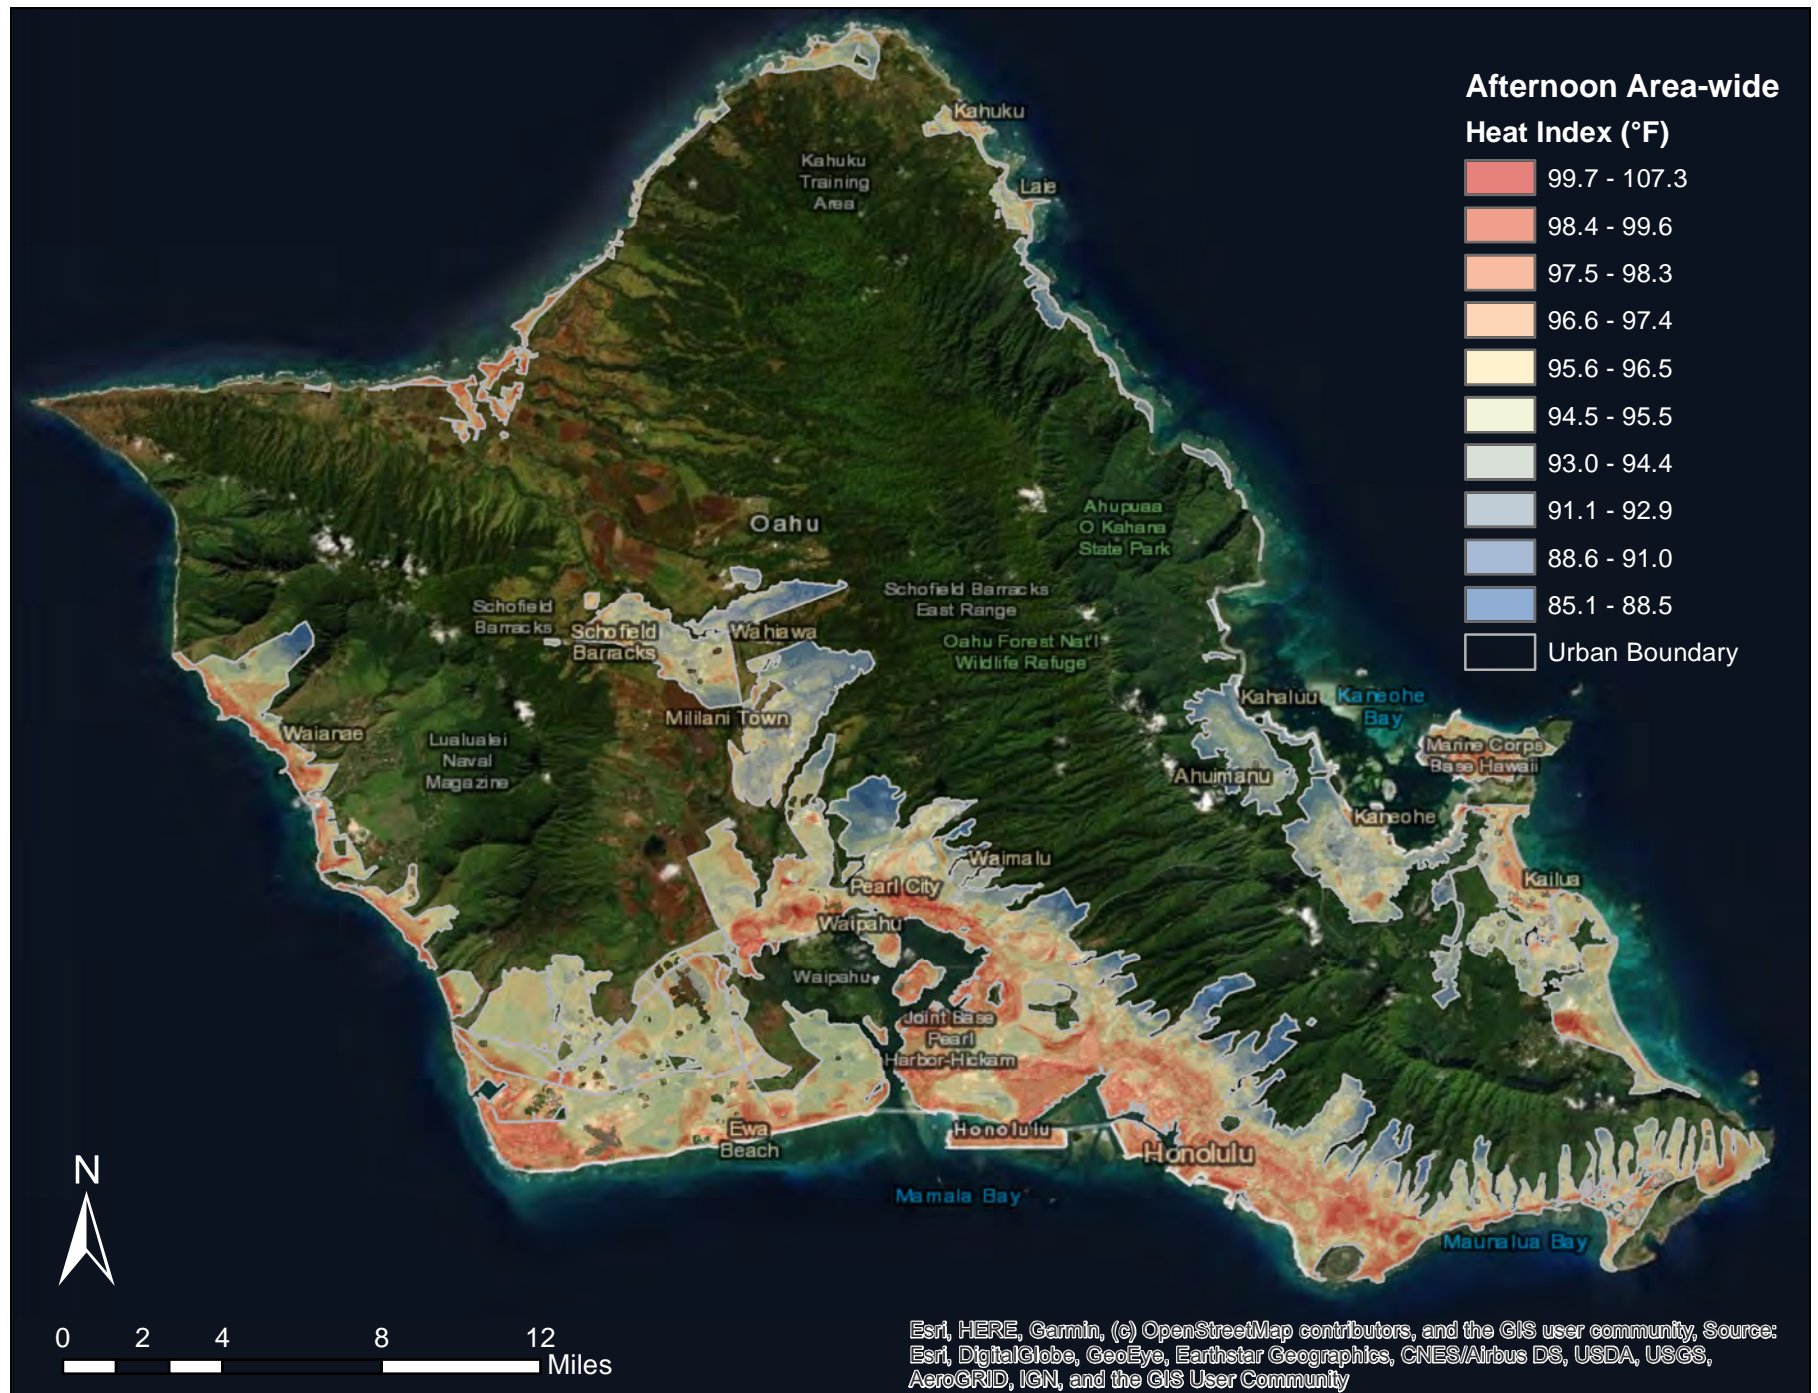 Afternoon Area-wide
Heat Index (°F)
99.7 - 107.3
98.4 - 99.6
97.5 - 98.3
96.6 - 97.4
95.6 - 96.5
94.5 - 95.5
93.0 - 94.4
91.1 - 92.9
88.6 - 91.0
85.1 - 88.5
Urban Boundary
Kahuku
Kahuku
Training
Area
Laie
Oahu
Ahupuaa
O Kahana
State Park
Schofield
Barracks
Schofield
Barracks
Wahiawa
Schofield Barracks
East Range
Oahu Forest Nat'l
Wildlife Refuge
Mililani Town
Waianae
Lualualei
Naval
Magazine
Kahaluu
Kaneohe
Bay
Marine Corps
Base Hawaii
Ahuimanu
Kaneohe
Kailua
Waimalu
Pearl City
Waipahu
Waipahu
Joint Base
Pearl
Harbor-Hickam
Ewa
Beach
Honolulu
Honolulu
Mamala Bay
Maunalua Bay
N
0 2 4 8 12
Miles
Esri, HERE, Garmin, (c) OpenStreetMap contributors, and the GIS user community, Source:
Esri, DigitalGlobe, GeoEye, Earthstar Geographics, CNES/Airbus DS, USDA, USGS,
AeroGRID, IGN, and the GIS User Community